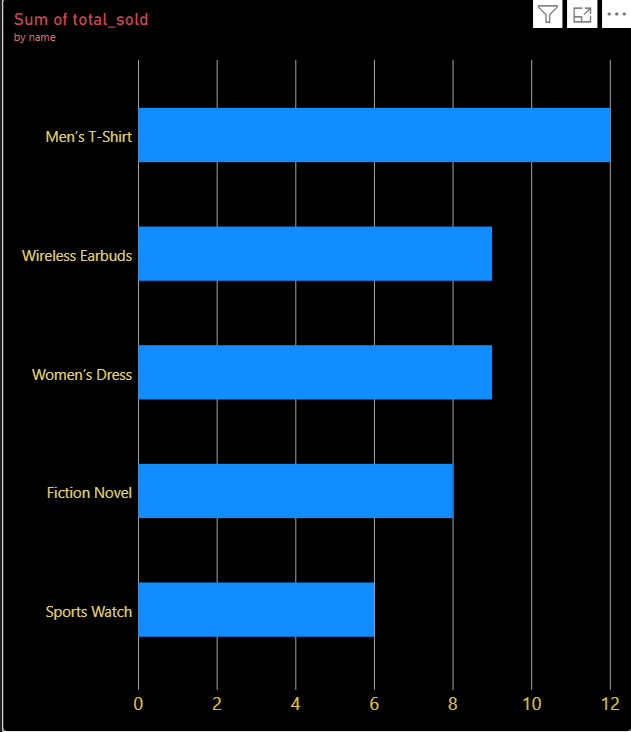 Sum of total_sold
by name
Men's T-Shirt
Wireless Earbuds
Women's Dress
Fiction Novel
Sports Watch
0 2 4 6 8 10 12